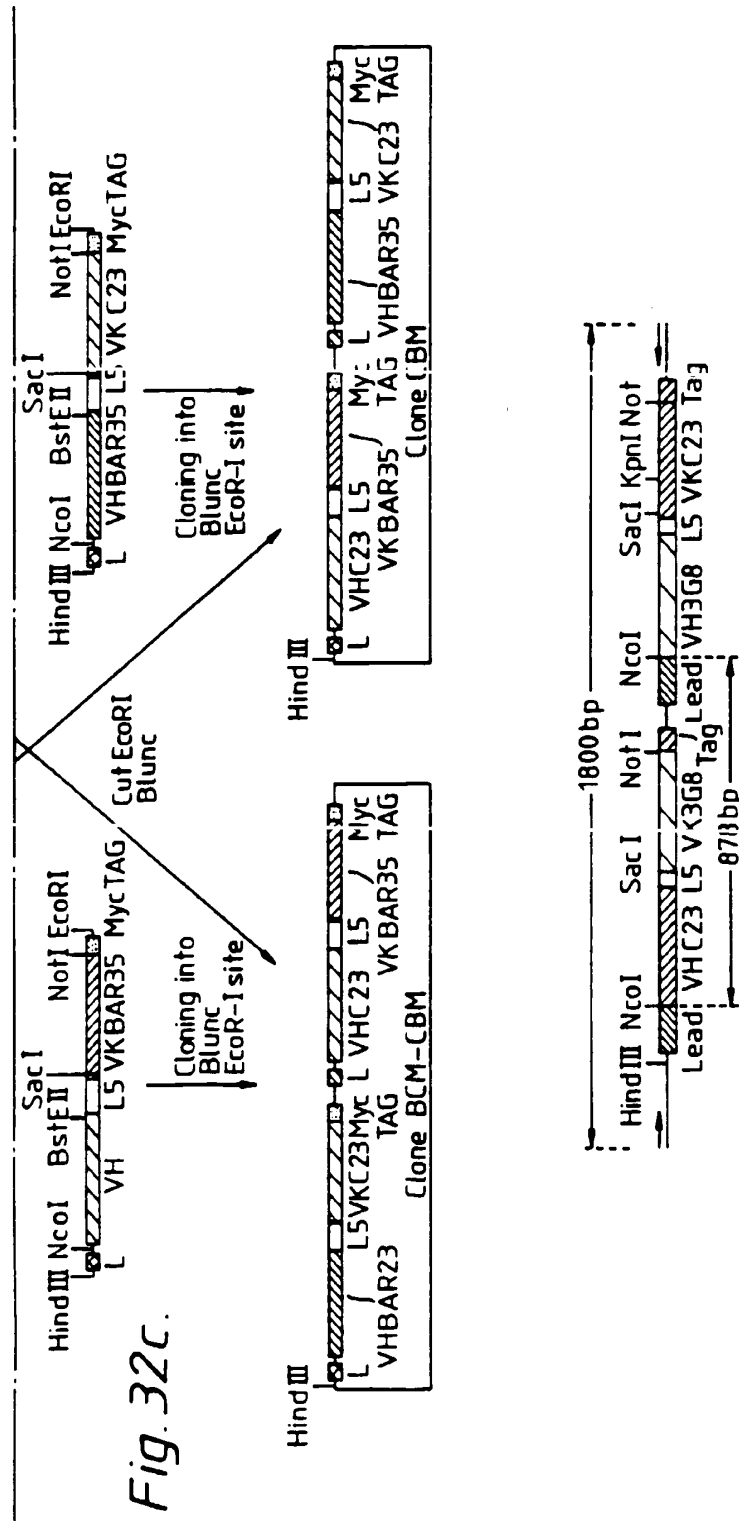 Fig. 32c.
HindIII NcoI BstEII SacI NotI EcoRI
L VH L5 VKBAR35 MycTAG
HindIII NcoI BstEII SacI NotI EcoRI
L VHBAR35 L5 VKC23 MycTAG
Cut EcoRI
Blunc
Cloning into
Blunc
EcoR-I site
Cloning into
Blunc
EcoR-I site
HindIII
L VHBAR23 L5 VKC23 Myc TAG L VHC23 L5 VKBAR35 Myc TAG
Clone BCM-CBM
HindIII
L VHC23 L5 VKBAR35 Myc TAG L VHBAR35 L5 VKC23 Myc TAG
Clone CBM
1800bp
HindIII NcoI SacI NotI NcoI SacI KpnI Not
Lead VHC23 L5 VK3G8 Tag Lead VH3G8 L5 VKC23 Tag
878bp